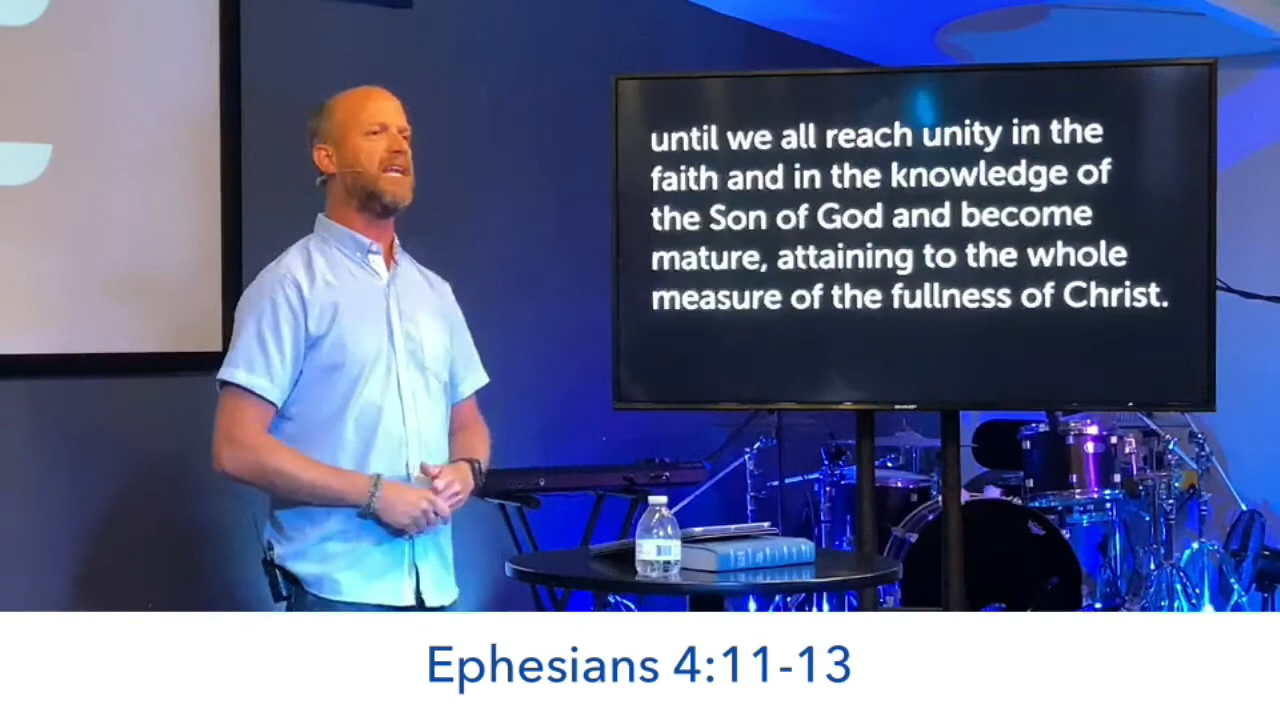 until we all reach unity in the
faith and in the knowledge of
the Son of God and become
mature, attaining to the whole
measure of the fullness of Christ.
Ephesians 4:11-13